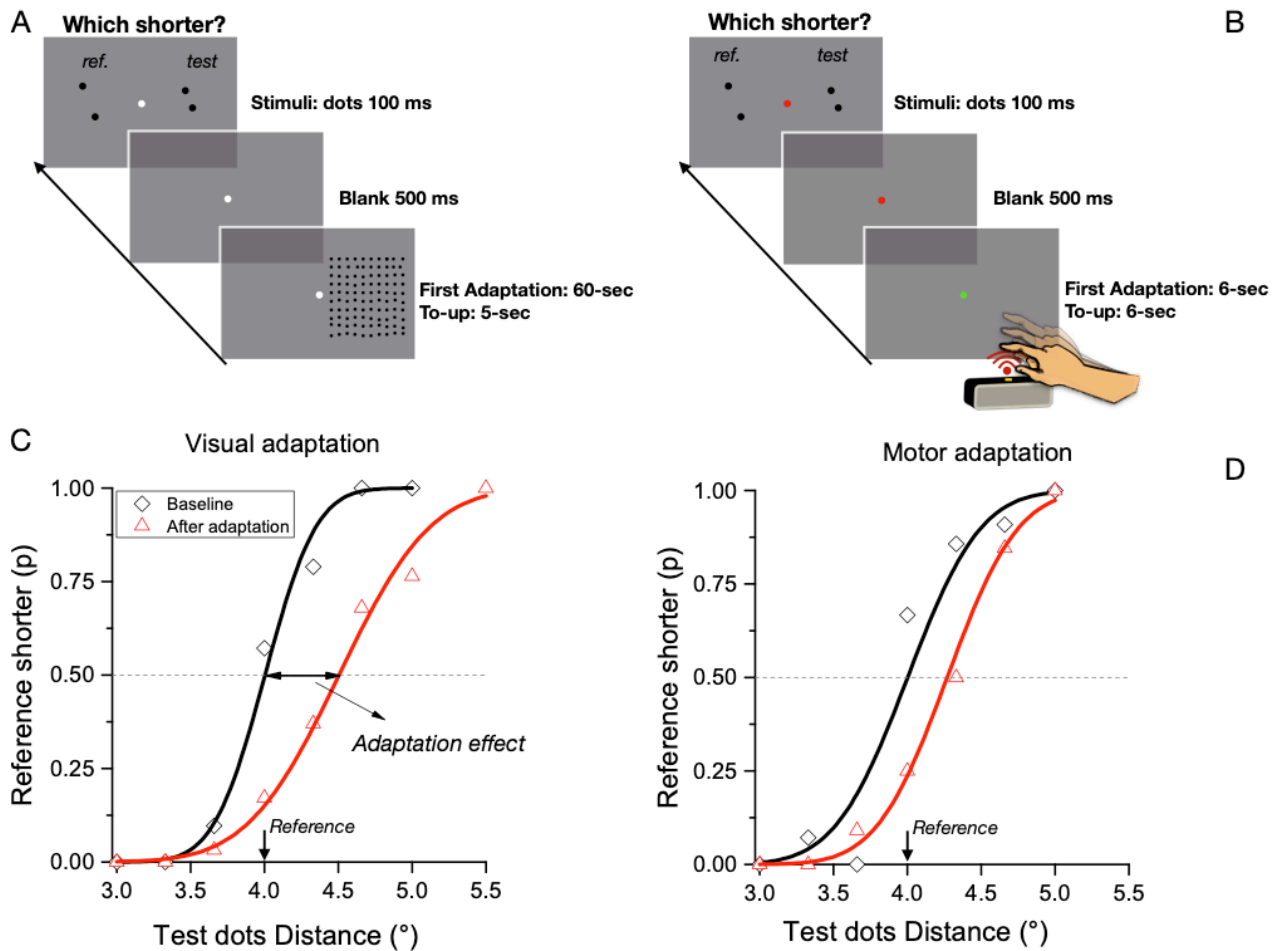 A
Which shorter?
ref.
test
Stimuli: dots 100 ms
Blank 500 ms
First Adaptation: 60-sec
To-up: 5-sec
Which shorter?
B
ref.
test
Stimuli: dots 100 ms
Blank 500 ms
First Adaptation: 6-sec
To-up: 6-sec
C
Visual adaptation
1.00
0.75
0.50
0.25
0.00
Reference shorter (p)
Baseline
After adaptation
Adaptation effect
Reference
3.0 3.5 4.0 4.5 5.0 5.5
Test dots Distance (°)
Motor adaptation
D
1.00
0.75
0.50
0.25
0.00
Reference shorter (p)
Reference
3.0 3.5 4.0 4.5 5.0 5.5
Test dots Distance (°)